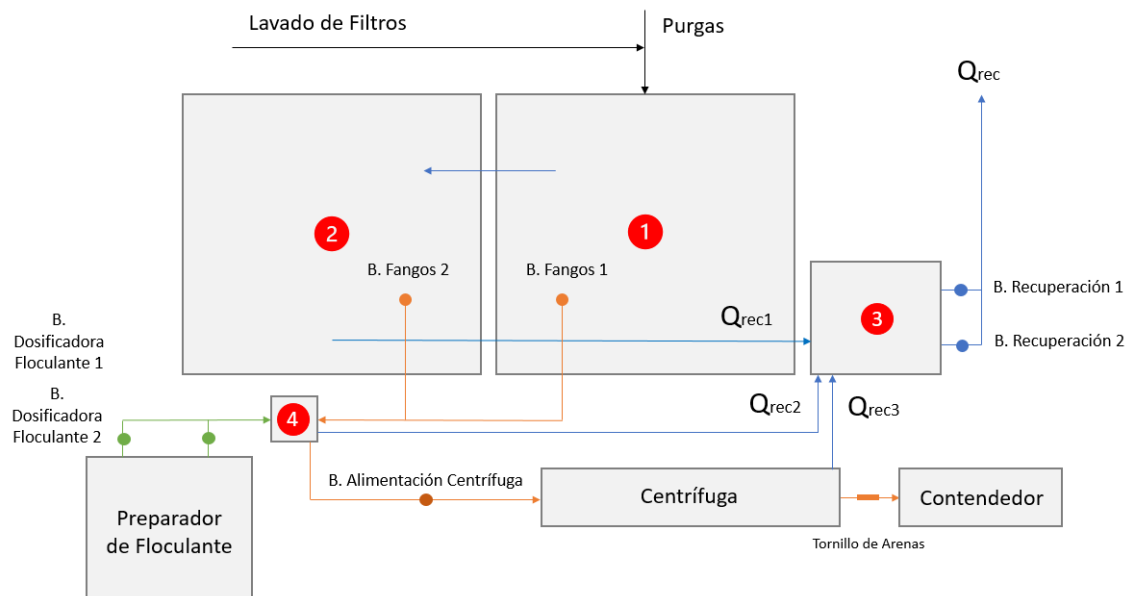 Lavado de Filtros
Purgas
Qrec
2
1
B. Fangos 2
B. Fangos 1
B. Recuperación 1
3
Qrec1
B. Recuperación 2
B.
Dosificadora
Floculante 1
B.
Dosificadora
Floculante 2
4
Qrec2
Qrec3
B. Alimentación Centrífuga
Centrífuga
Contendedor
Preparador
de Floculante
Tornillo de Arenas